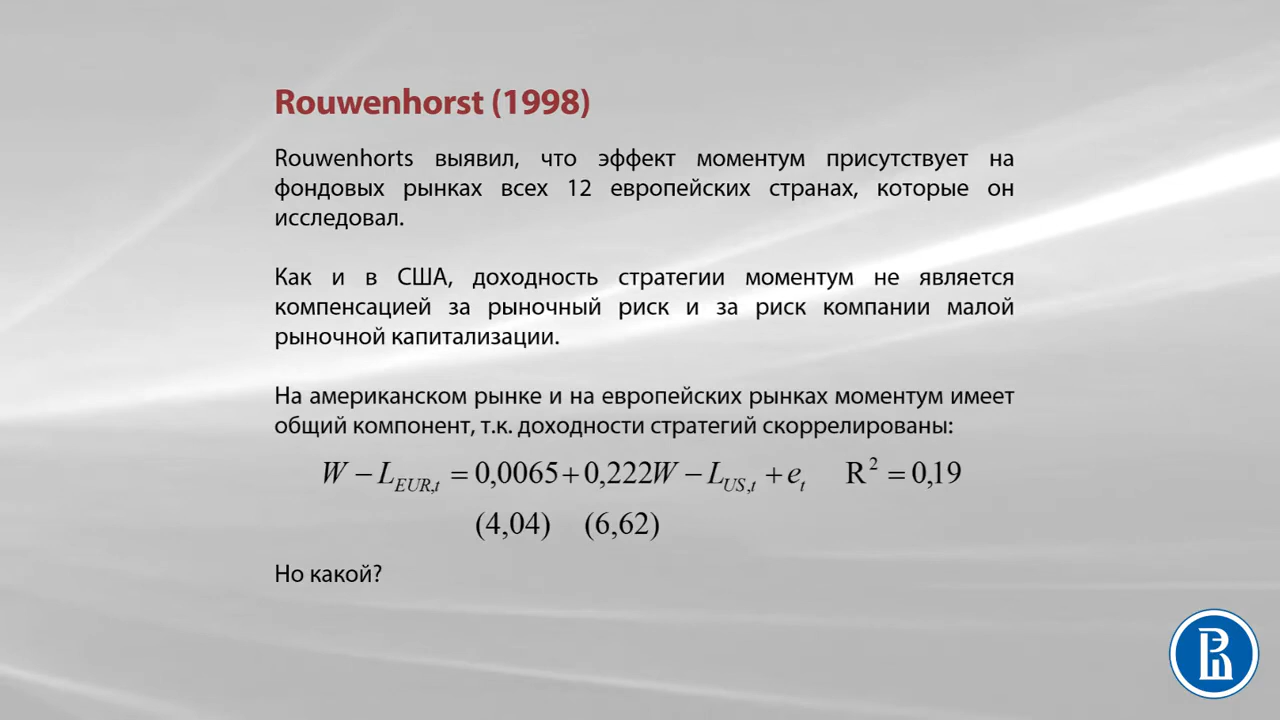 Rouwenhorst (1998)
Rouwenhorts выявил, что эффект моментум присутствует на
фондовых рынках всех 12 европейских странах, которые он
исследовал.
Как и в США, доходность стратегии моментум не является
компенсацией за рыночный риск и за риск компании малой
рыночной капитализации.
На американском рынке и на европейских рынках моментум имеет
общий компонент, т.к. доходности стратегий скоррелированы:
W − L_{EUR,t} = 0,0065 + 0,222W − L_{US,t} + e_t R² = 0,19
(4,04) (6,62)
Но какой?